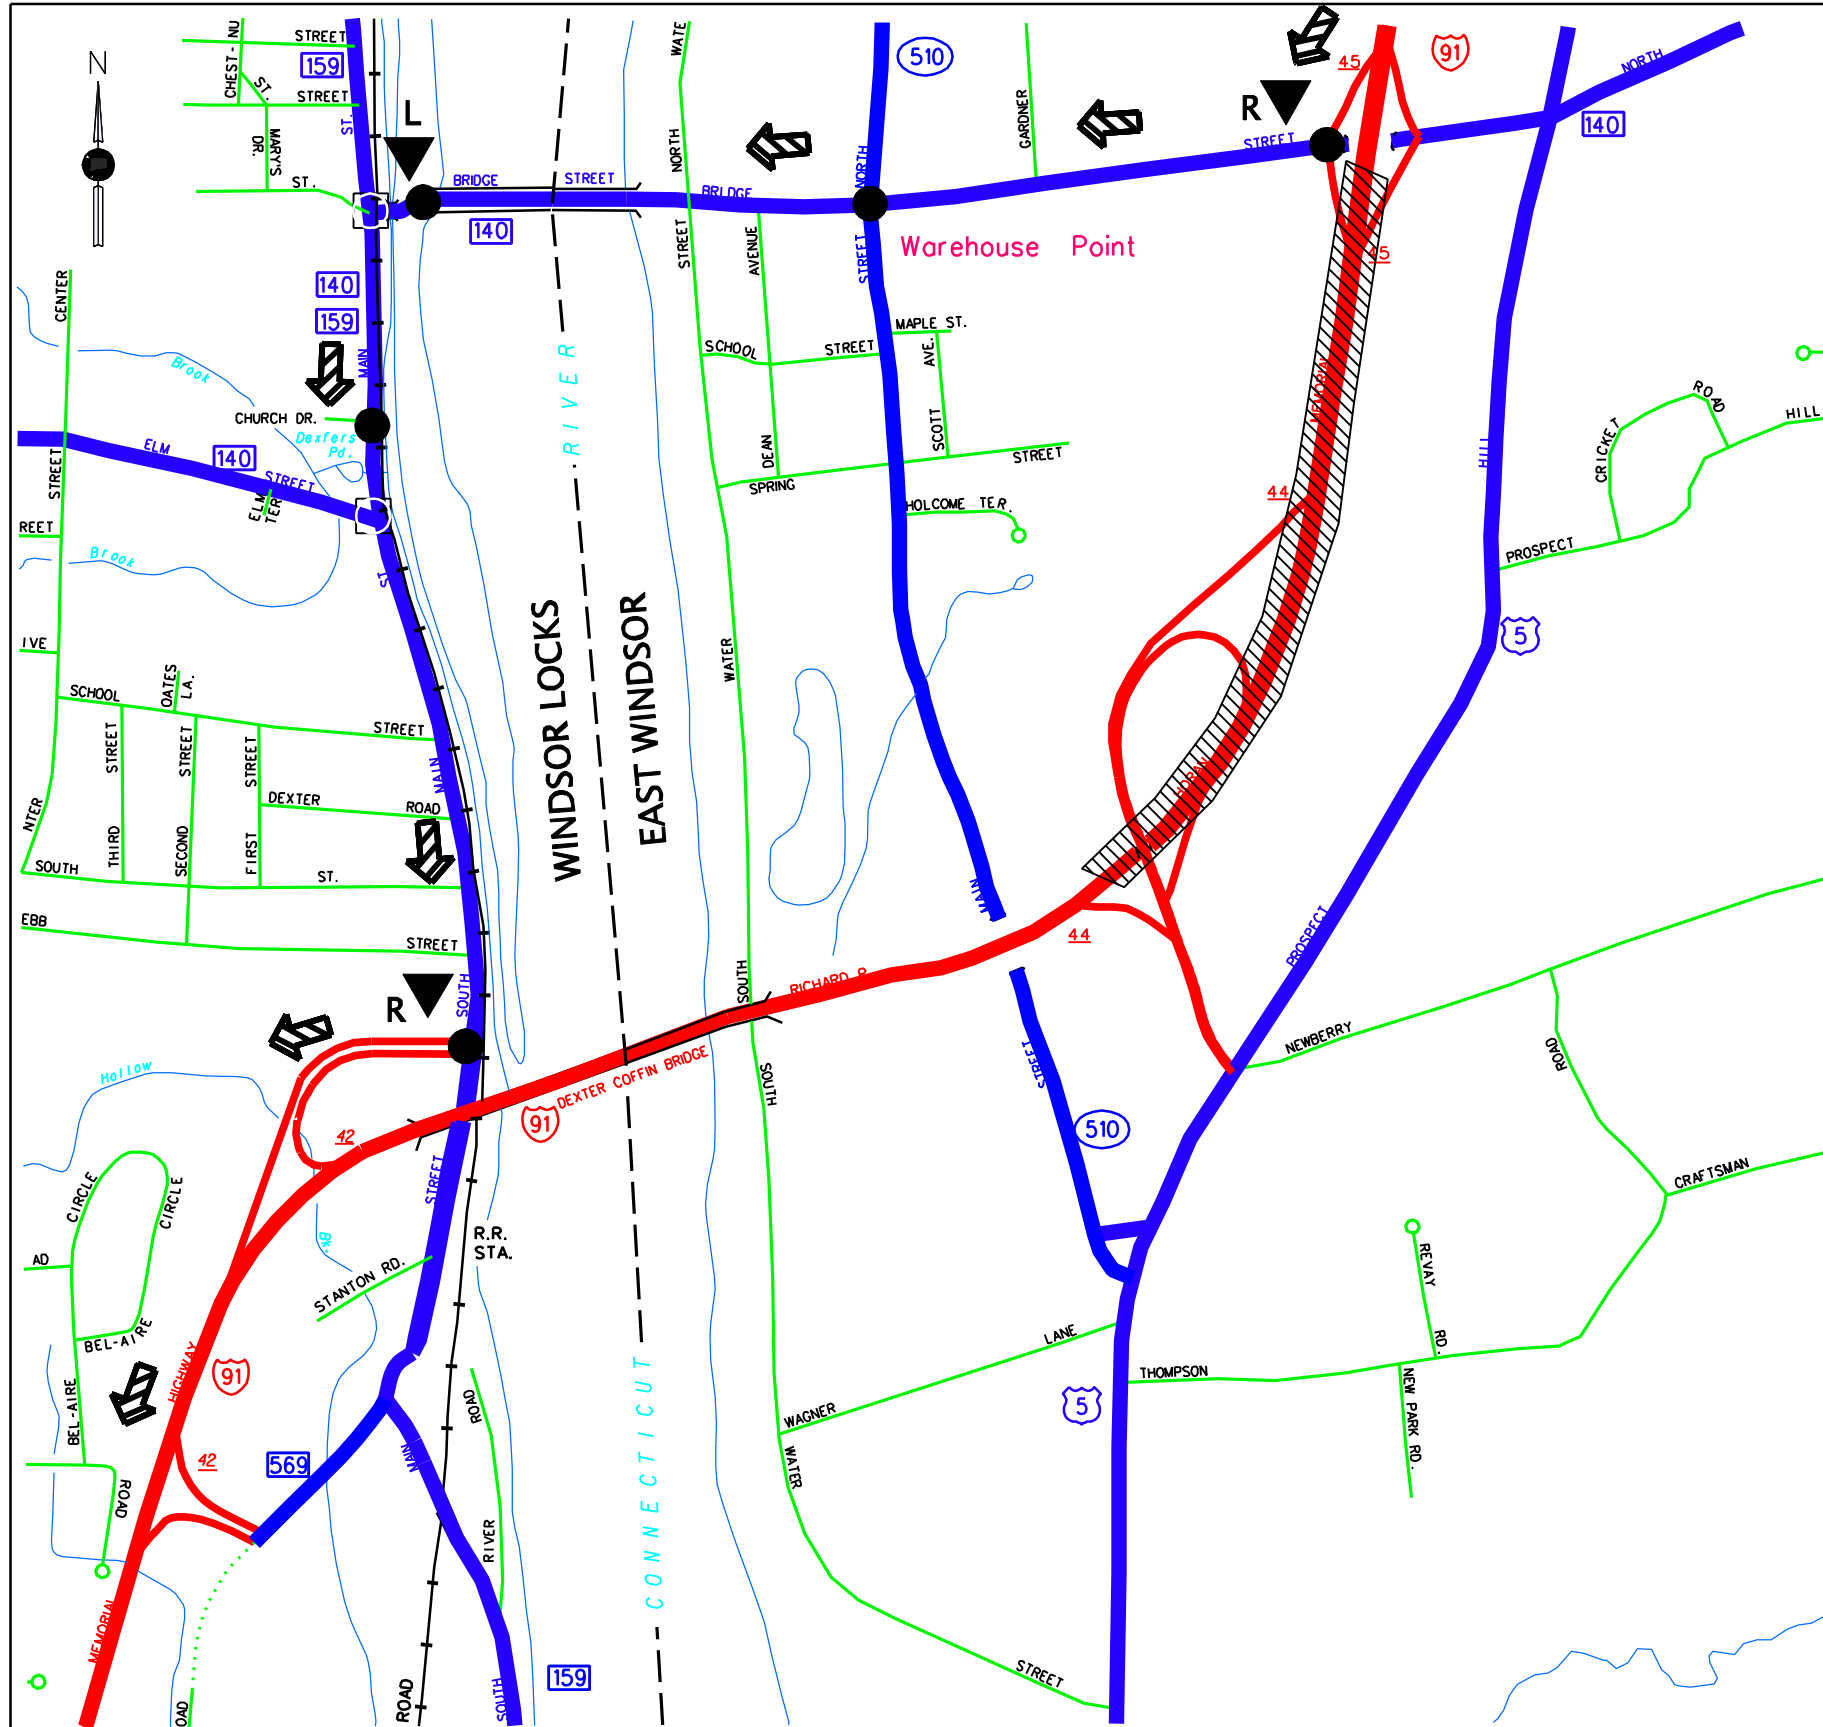 CHEST- NU
STREET
159
WATE
510
45
91
NORTH
N
ST.
STREET
ST.
L
R
140
MARY'S
DR.
NORTH
NORTH
GARDNER
STREET
ST.
BRIDGE
STREET
BRLDGE
140
STREET
AVENUE
STREET
Warehouse Point
45
CENTER
140
159
MAIN
RIVER
SCHOOL
STREET
MAPLE ST.
AVE.
MEMORIAL
Brook
CHURCH DR.
Dexfers
Pd.
ELM
140
STREET
ELM
TER.
STREET
DEAN
SCOTT
STREET
SPRING
HILL
CRICKET
ROAD
HILL
44
HOLCOME TER.
REET
Brook
ST
PROSPECT
5
IVE
WINDSOR LOCKS
EAST WINDSOR
WATER
SCHOOL
OATES
LA.
STREET
STREET
STREET
STREET
MAIN
DEXTER
ROAD
HORAN
NTER
THIRD
SECOND
FIRST
SOUTH
ST.
EBB
STREET
MAIN
44
PROSPECT
SOUTH
SOUTH
RICHARD P.
R
NEWBERRY
ROAD
DEXTER COFFIN BRIDGE
91
SOUTH
STREET
Hollow
42
510
STREET
CIRCLE
CIRCLE
CRAFTSMAN
Bk.
R.R.
STA.
AD
STANTON RD.
BEL-AIRE
REVAY
RD.
LANE
THOMPSON
HIGHWAY
91
BEL-AIRE
ROAD
CONNECTICUT
WAGNER
5
NEW PARK RD.
42
569
MAIN
WATER
ROAD
RIVER
MEMORIAL
STREET
159
SOUTH
ROAD
OAD